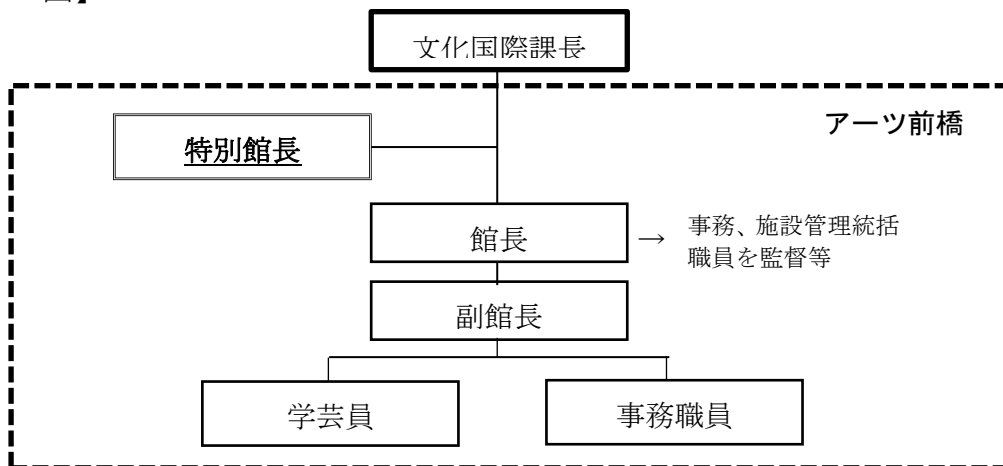 図】
文化国際課長
アーツ前橋
特別館長
館長
→ 事務、施設管理統括
職員を監督等
副館長
学芸員
事務職員